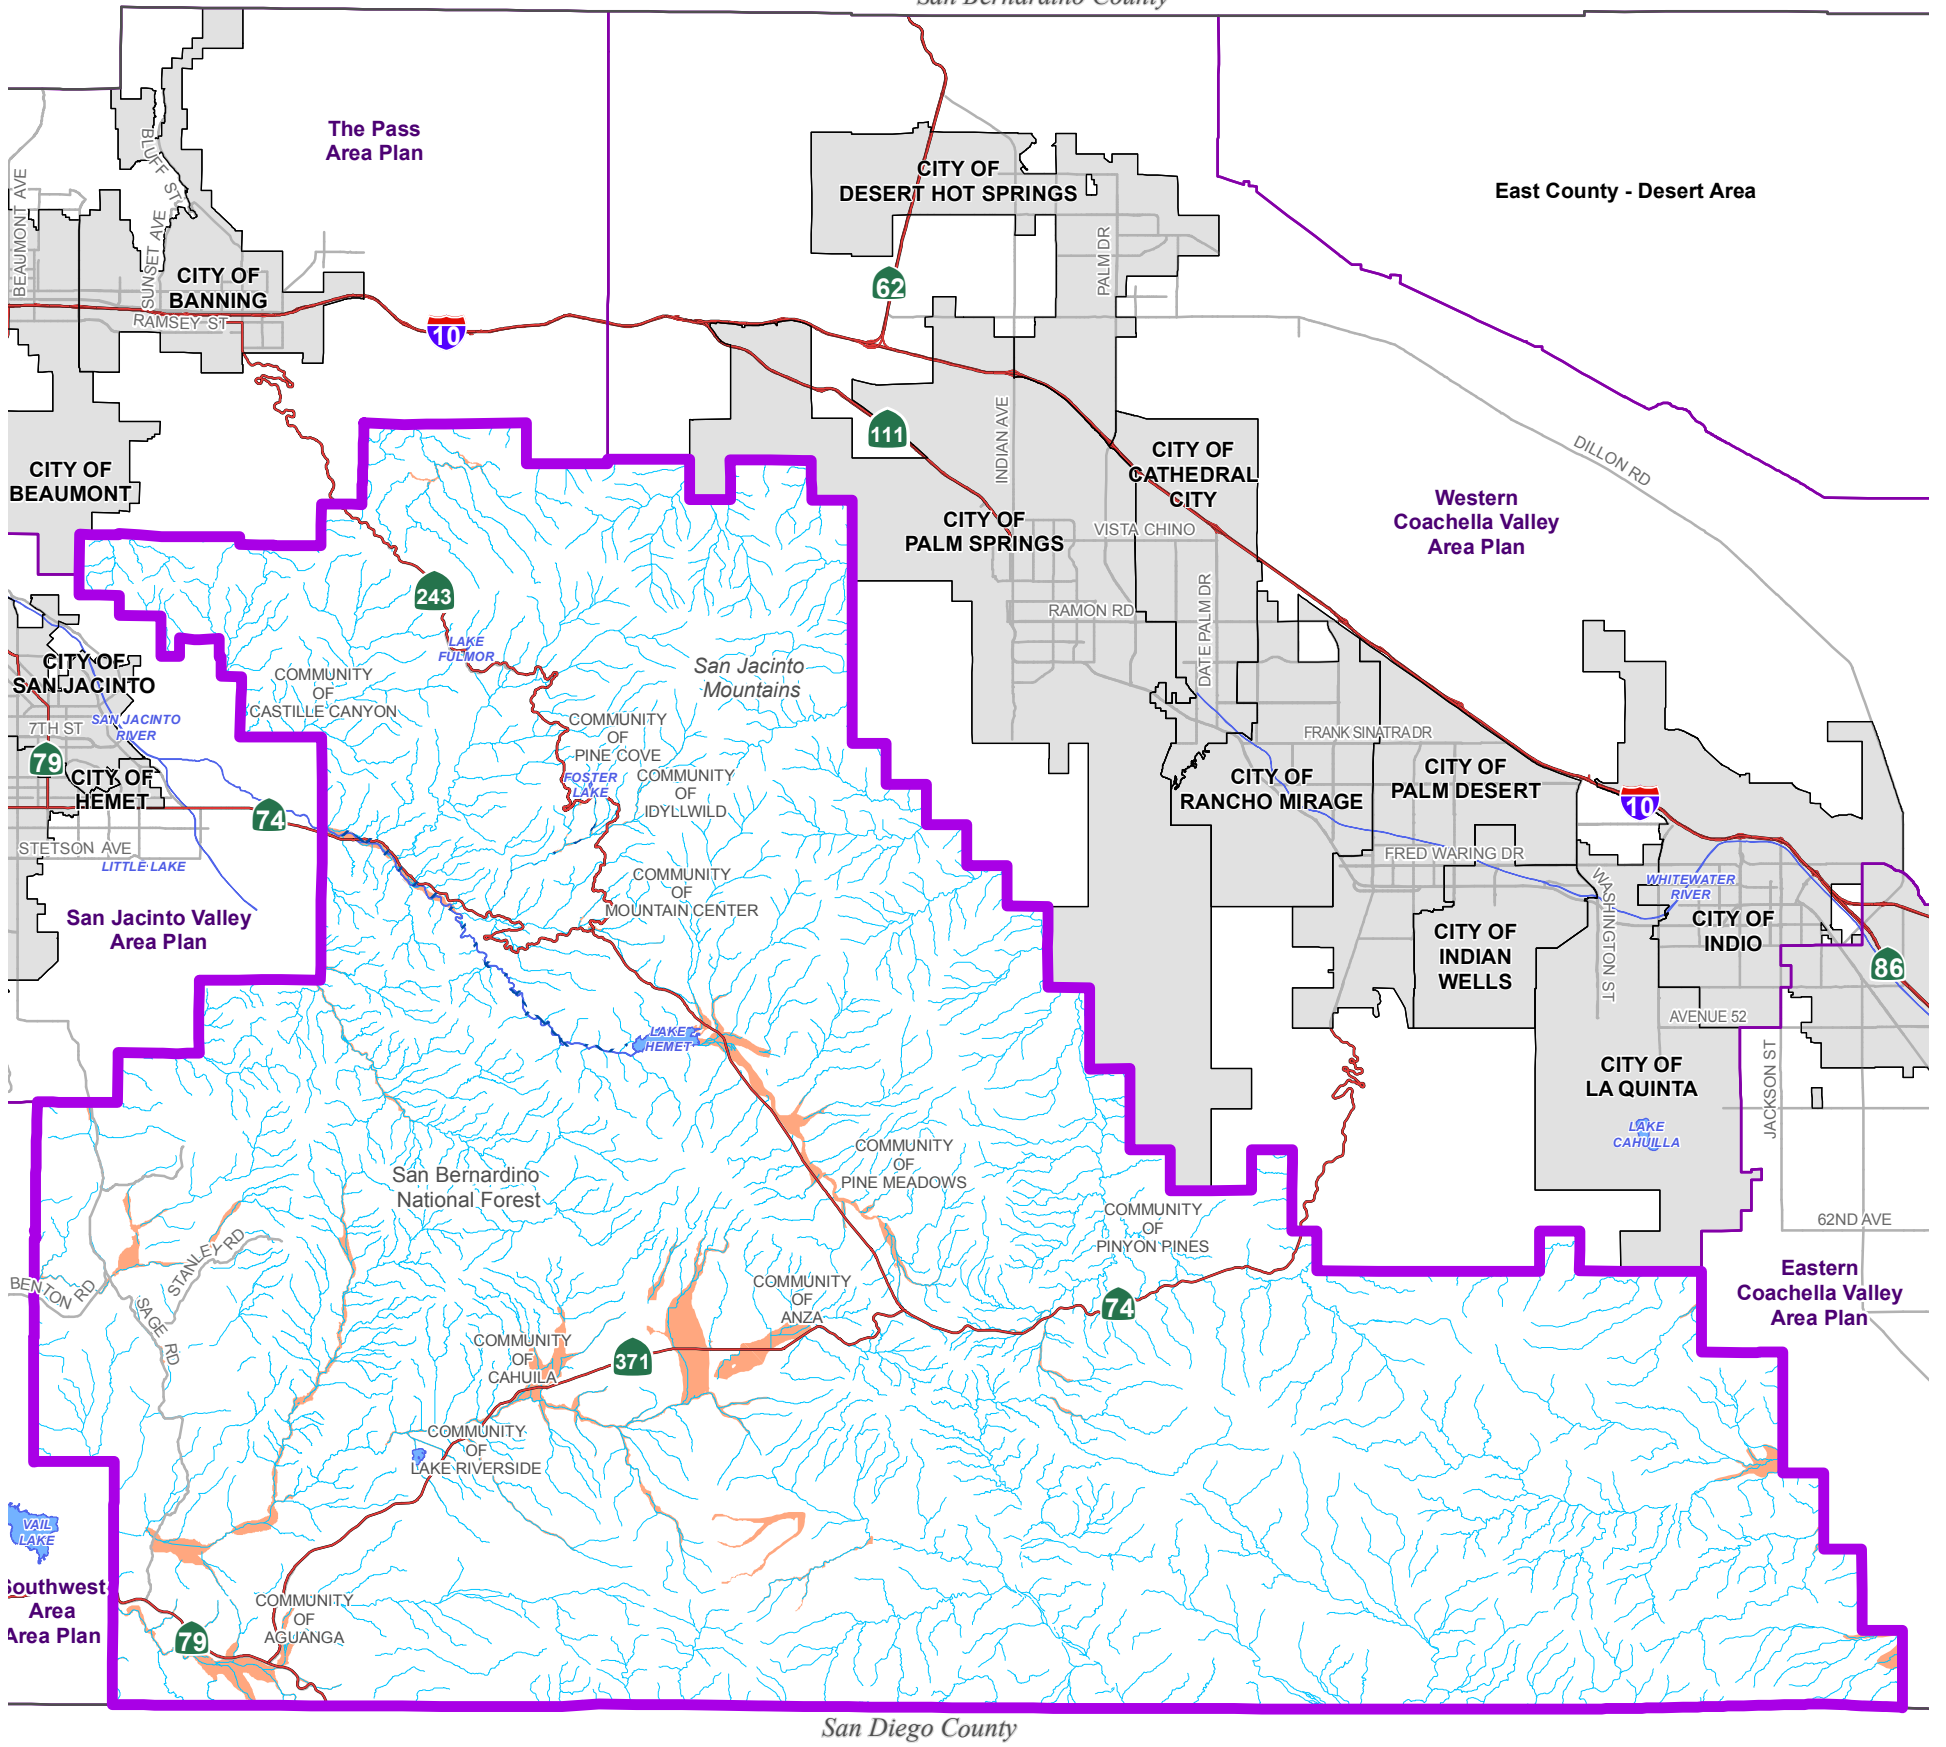 San Bernardino County
The Pass
Area Plan
BLUFF ST
BEAUMONT AVE
SUNSET AVE
CITY OF
BANNING
RAMSEY ST
10
CITY OF
DESERT HOT SPRINGS
PALM DR
62
East County - Desert Area
111
INDIAN AVE
CITY OF
CATHEDRAL
CITY
DILLON RD
CITY OF
BEAUMONT
CITY OF
PALM SPRINGS
VISTA CHINO
Western
Coachella Valley
Area Plan
243
LAKE
FULMOR
RAMON RD
DATE PALM DR
CITY OF
SAN JACINTO
SAN JACINTO
RIVER
7TH ST
79
CITY OF
HEMET
74
STETSON AVE
LITTLE LAKE
San Jacinto Valley
Area Plan
COMMUNITY
OF
CASTILLE CANYON
San Jacinto
Mountains
COMMUNITY
OF
PINE COVE
FOSTER
LAKE
COMMUNITY
OF
IDYLLWILD
COMMUNITY
OF
MOUNTAIN CENTER
FRANK SINATRA DR
CITY OF
RANCHO MIRAGE
CITY OF
PALM DESERT
10
FRED WARING DR
WASHINGTON ST
WHITEWATER
RIVER
CITY OF
INDIAN
WELLS
CITY OF
INDIO
86
AVENUE 52
LAKE
HEMET
CITY OF
LA QUINTA
JACKSON ST
LAKE
CAHUILLA
COMMUNITY
OF
PINE MEADOWS
San Bernardino
National Forest
COMMUNITY
OF
PINYON PINES
62ND AVE
STANLEY RD
BENTON RD
SAGE RD
COMMUNITY
OF
ANZA
74
Eastern
Coachella Valley
Area Plan
COMMUNITY
OF
CAHUILA
371
COMMUNITY
OF
LAKE RIVERSIDE
VAIL
LAKE
Southwest
Area
Area Plan
COMMUNITY
OF
AGUANGA
79
San Diego County